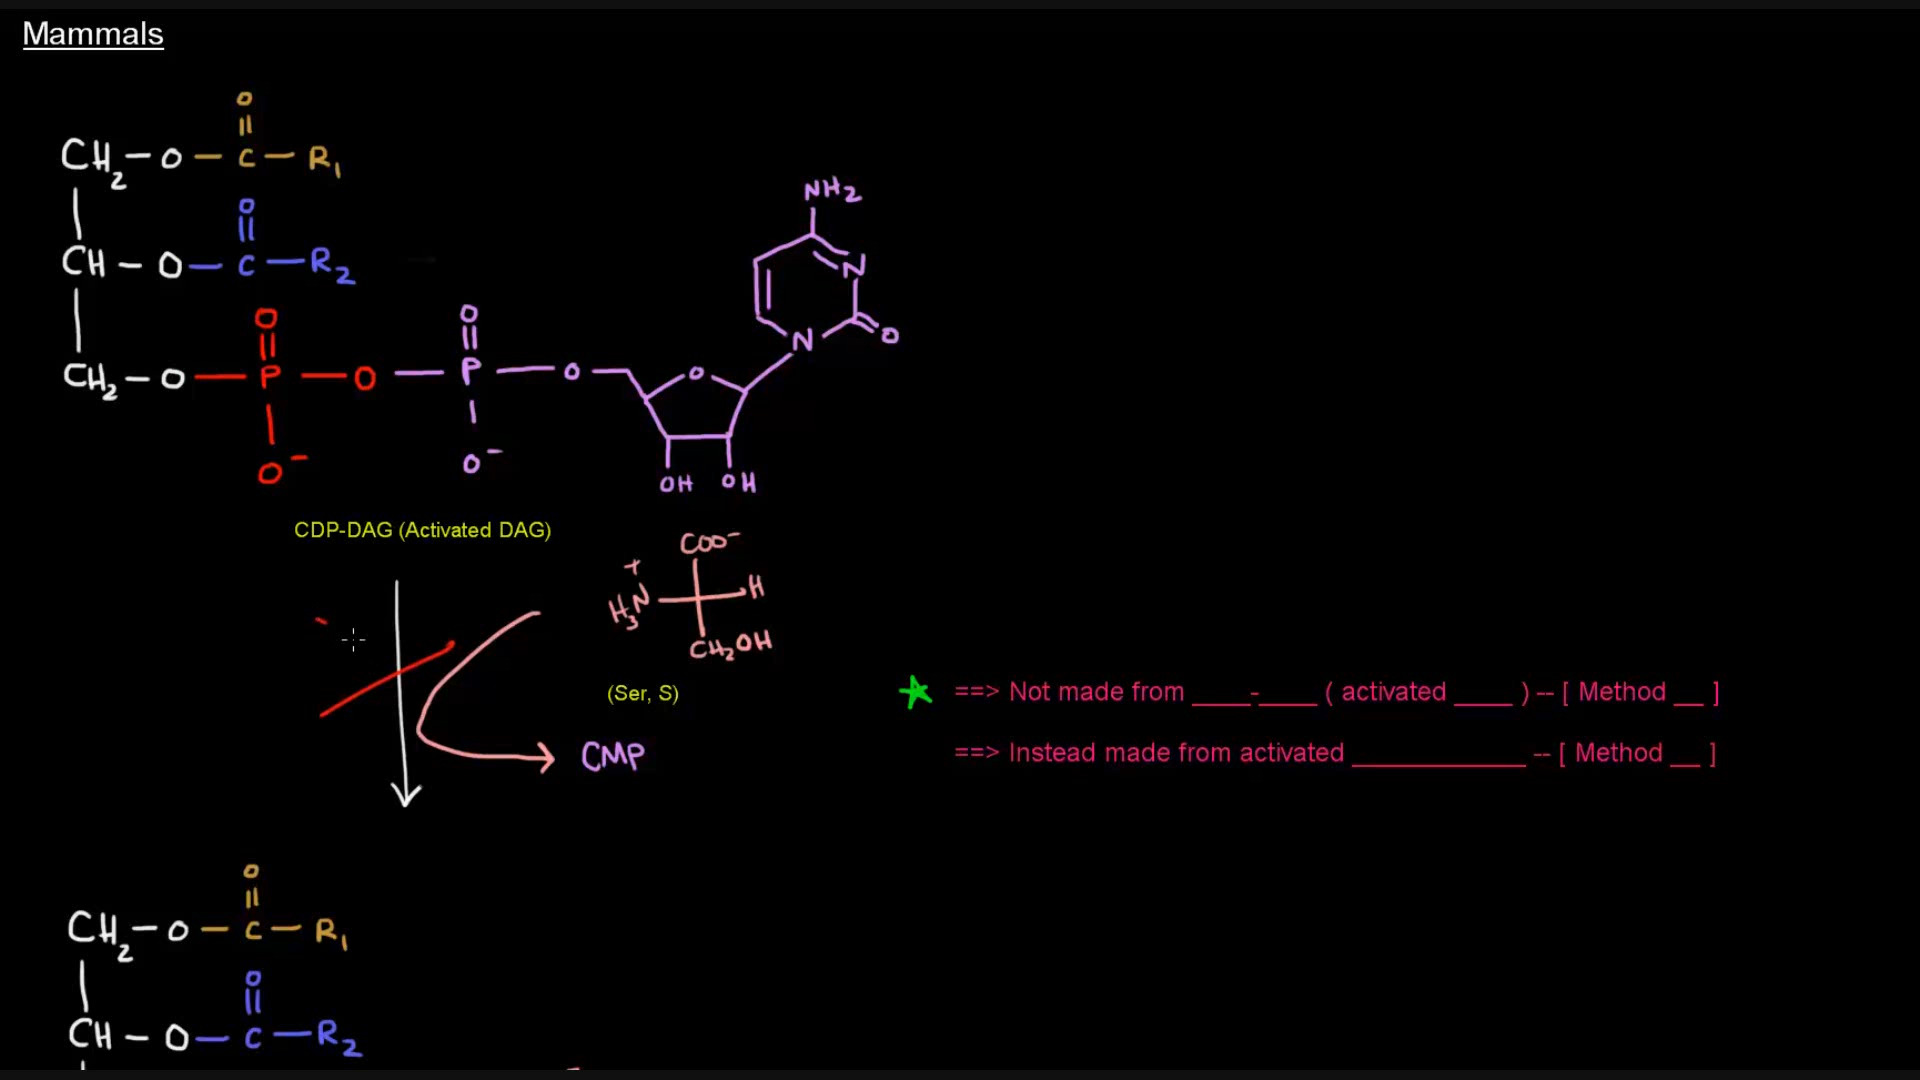 Mammals
O
CH2-O-C-R1
O
CH-O-C-R2
NH2
N
O O
N O
CH2-O-P-O-P-O O
O- O-
OH OH
CDP-DAG (Activated DAG)
COO-
+
H3N H
CH2OH
(Ser, S)
==> Not made from ____-____ ( activated ____ ) -- [ Method __ ]
CMP
==> Instead made from activated ____________ -- [ Method __ ]
O
CH2-O-C-R1
O
CH-O-C-R2